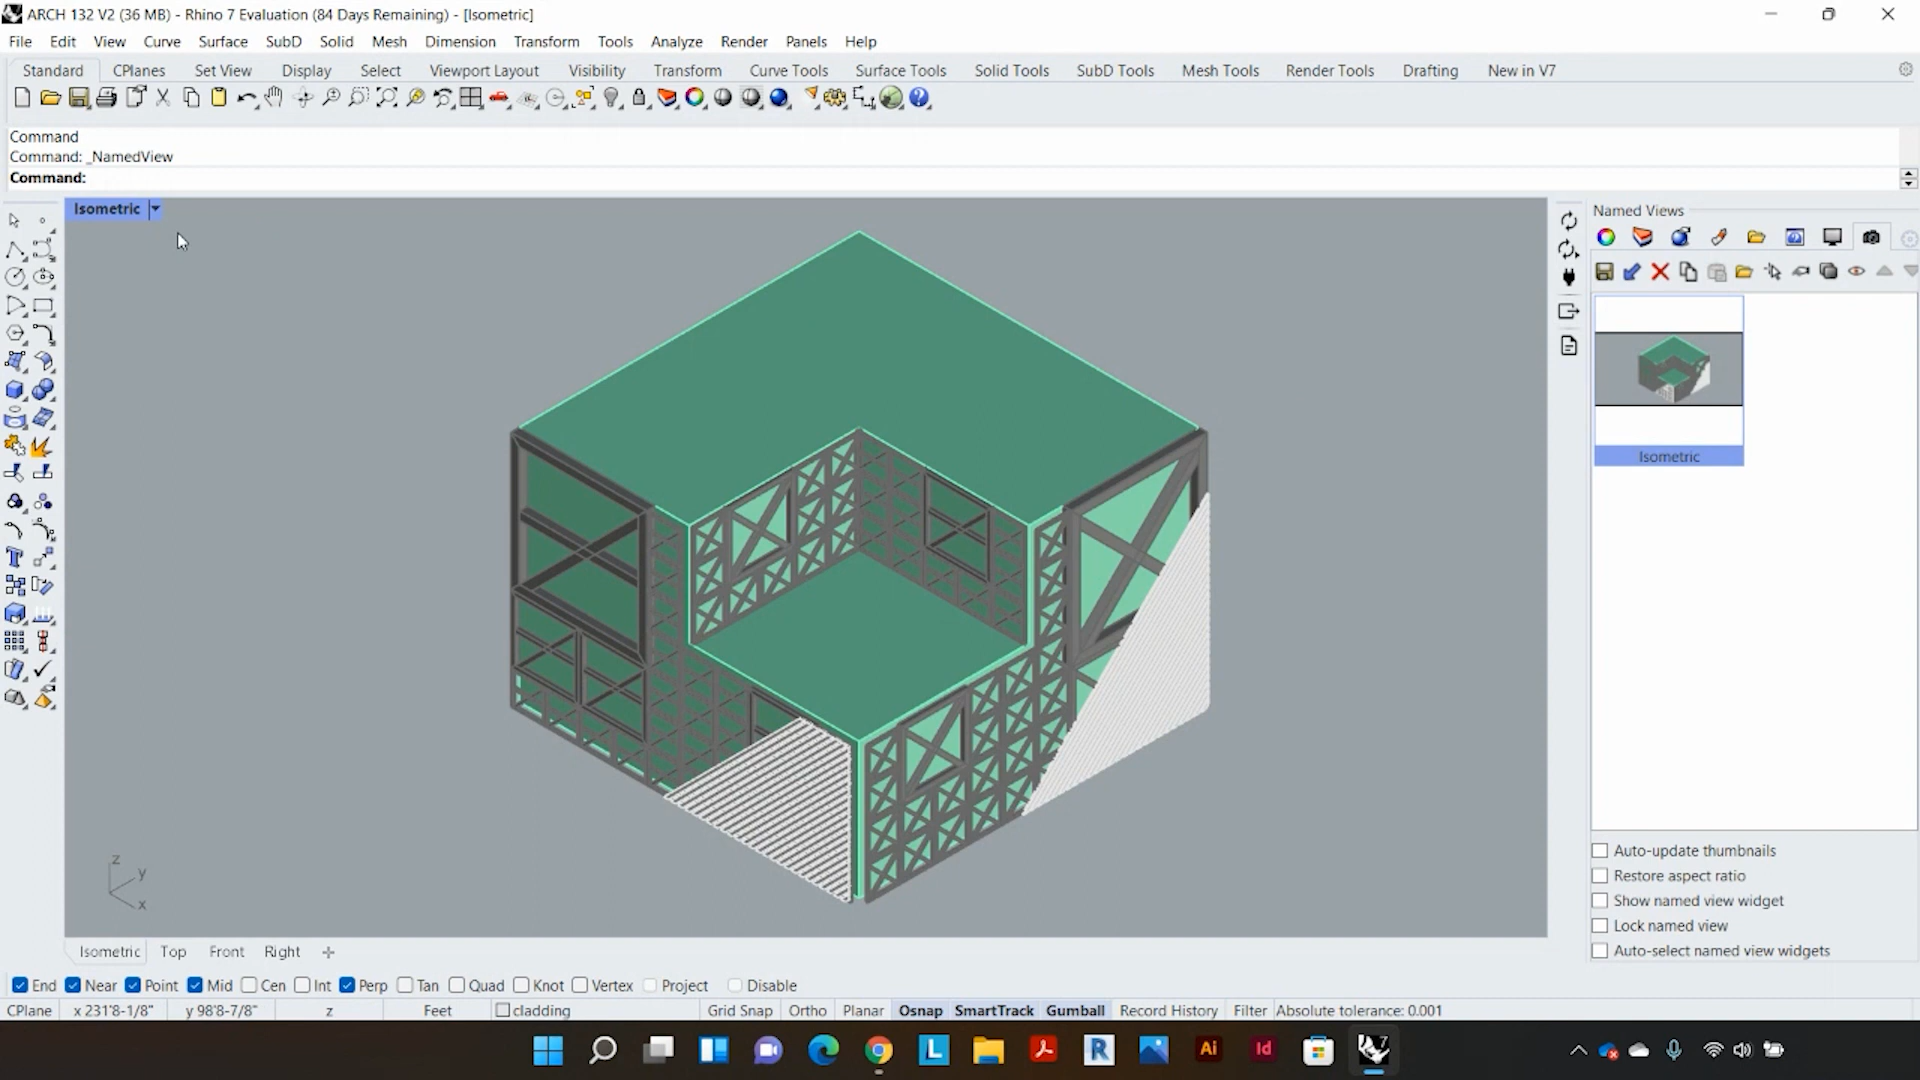 ARCH 132 V2 (36 MB) - Rhino 7 Evaluation (84 Days Remaining) - [Isometric]
File Edit View Curve Surface SubD Solid Mesh Dimension Transform Tools Analyze Render Panels Help
Standard CPlanes Set View Display Select Viewport Layout Visibility Transform Curve Tools Surface Tools Solid Tools SubD Tools Mesh Tools Render Tools Drafting New in V7
Command
Command: _NamedView
Command:
Isometric
Named Views
Isometric
z
y
x
Auto-update thumbnails
Restore aspect ratio
Show named view widget
Lock named view
Auto-select named view widgets
Isometric Top Front Right
End Near Point Mid Cen Int Perp Tan Quad Knot Vertex Project Disable
CPlane x 231'8-1/8" y 98'8-7/8" z Feet cladding Grid Snap Ortho Planar Osnap SmartTrack Gumball Record History Filter Absolute tolerance: 0.001
L R Ai Id 7